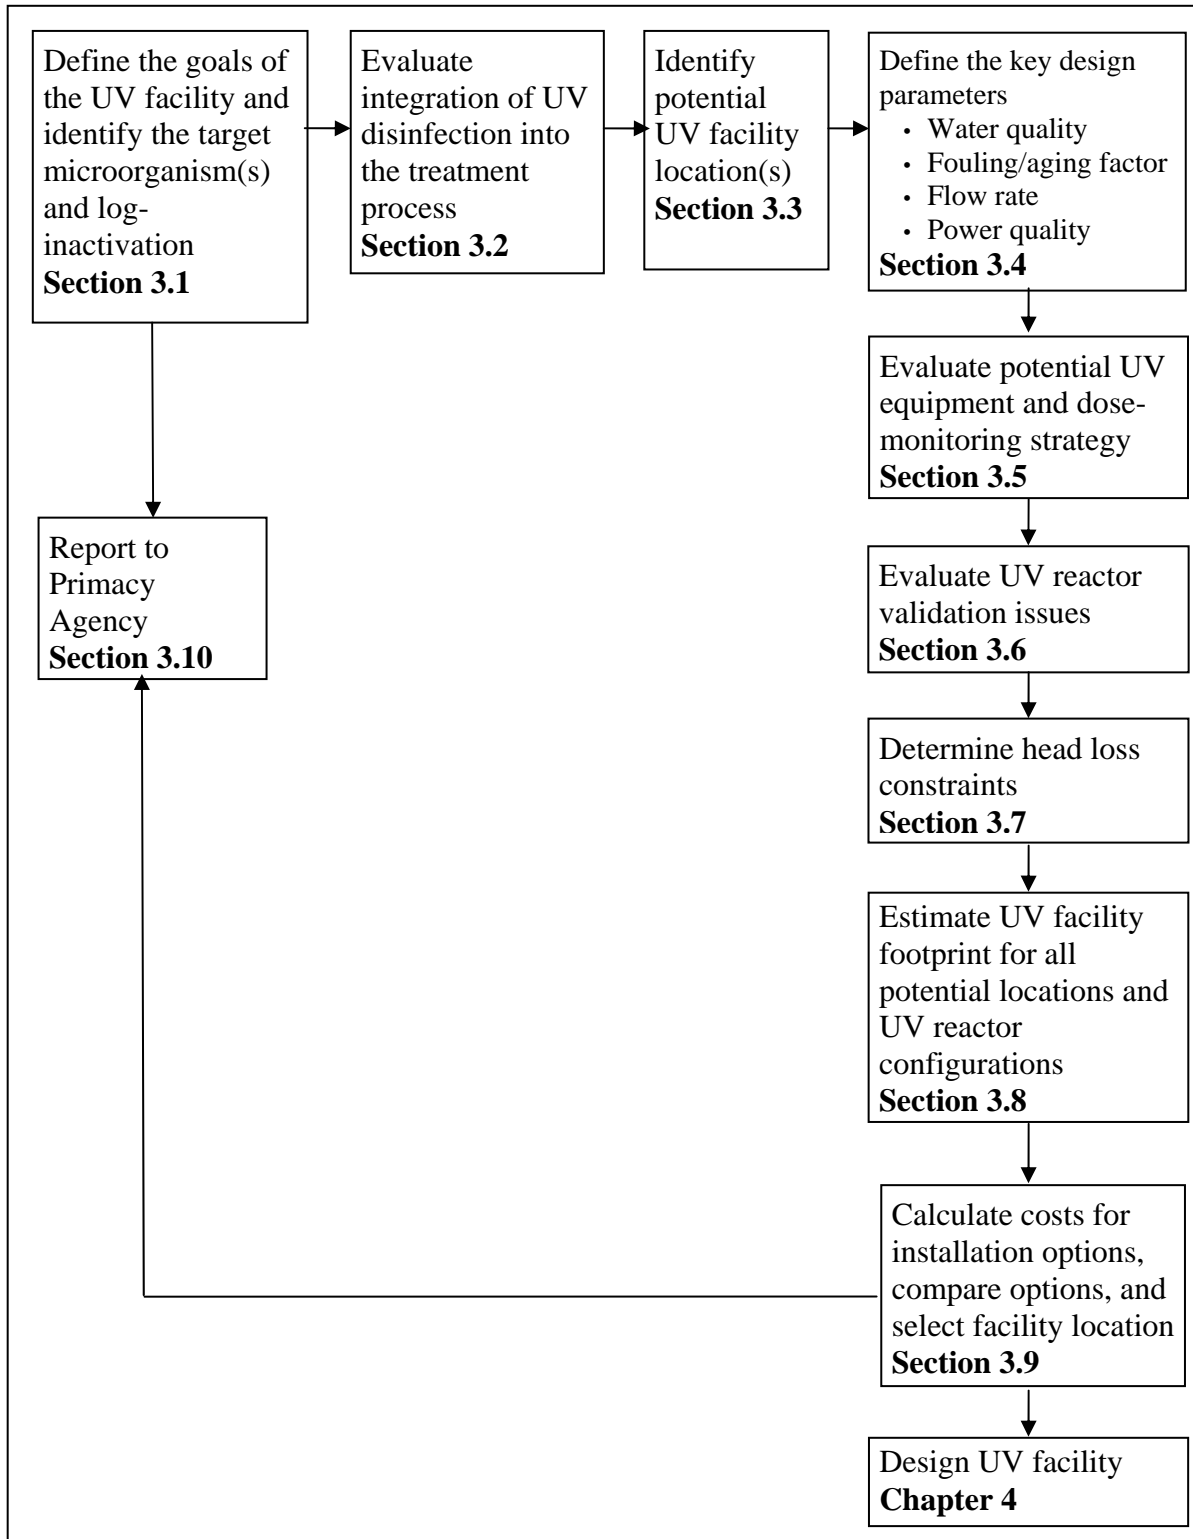 Define the goals of
the UV facility and
identify the target
microorganism(s)
and log-
inactivation
Section 3.1
Evaluate
integration of UV
disinfection into
the treatment
process
Section 3.2
Identify
potential
UV facility
location(s)
Section 3.3
Define the key design
parameters
• Water quality
• Fouling/aging factor
• Flow rate
• Power quality
Section 3.4
Evaluate potential UV
equipment and dose-
monitoring strategy
Section 3.5
Report to
Primacy
Agency
Section 3.10
Evaluate UV reactor
validation issues
Section 3.6
Determine head loss
constraints
Section 3.7
Estimate UV facility
footprint for all
potential locations and
UV reactor
configurations
Section 3.8
Calculate costs for
installation options,
compare options, and
select facility location
Section 3.9
Design UV facility
Chapter 4